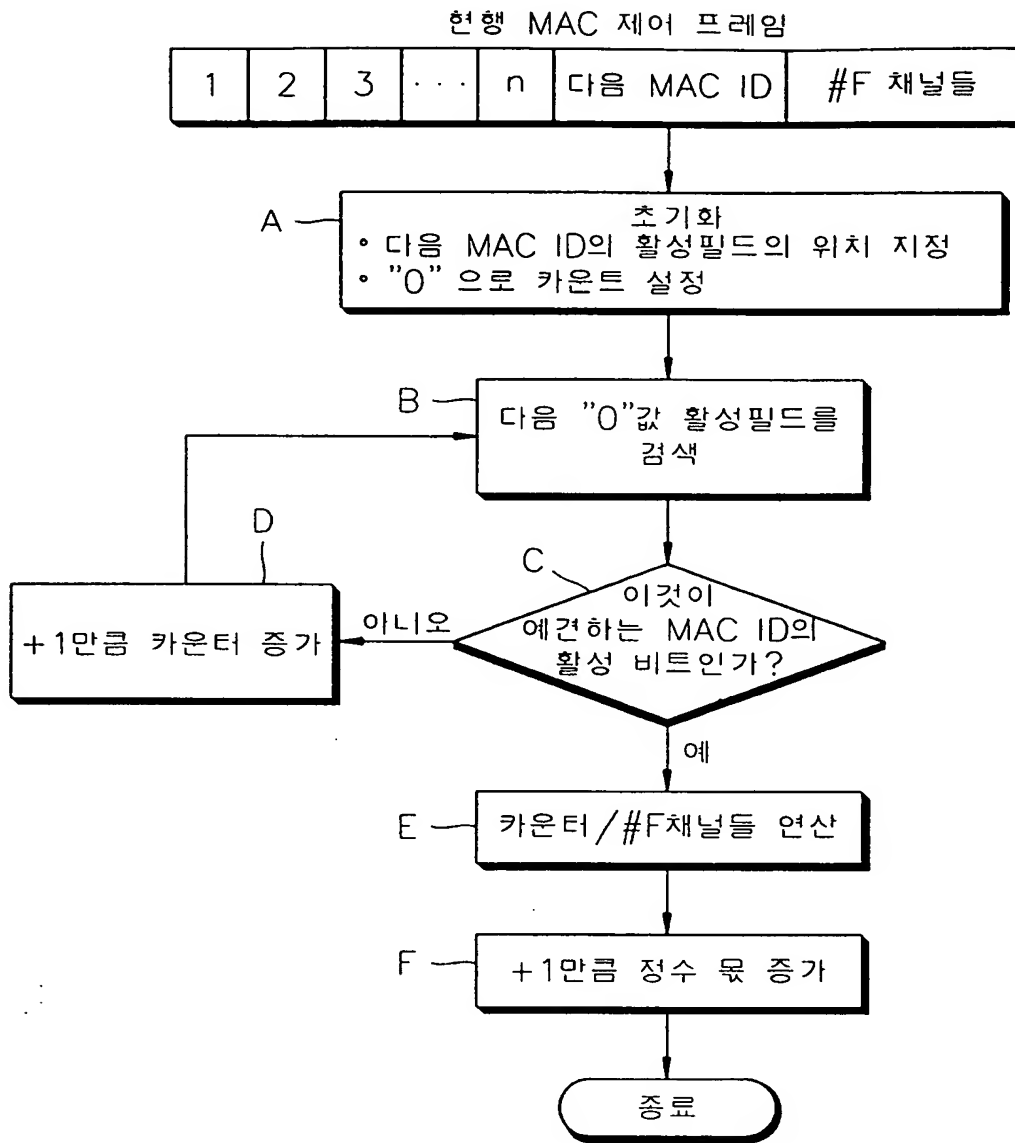 현행 MAC 제어 프레임
1 2 3 ··· n 다음 MAC ID #F 채널들
A
초기화
• 다음 MAC ID의 활성필드의 위치 지정
• "0" 으로 카운트 설정
B
다음 "0"값 활성필드를
검색
D
+1만큼 카운터 증가
C
이것이
예견하는 MAC ID의
활성 비트인가?
아니오
예
E
카운터/#F채널들 연산
F
+1만큼 정수 몫 증가
종료